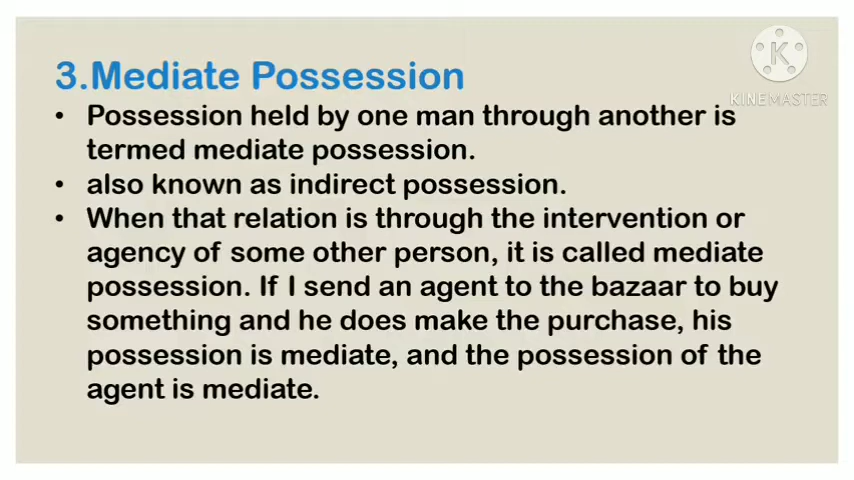 3.Mediate Possession
K
KINEMASTER
• Possession held by one man through another is
termed mediate possession.
• also known as indirect possession.
• When that relation is through the intervention or
agency of some other person, it is called mediate
possession. If I send an agent to the bazaar to buy
something and he does make the purchase, his
possession is mediate, and the possession of the
agent is mediate.